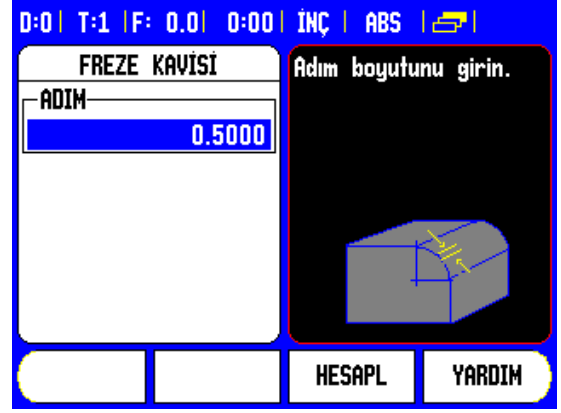 D:0| T:1 |F: 0.0| 0:00| İNÇ | ABS |
FREZE KAVİSİ
ADIM
0.5000
Adım boyutunu girin.
HESAPL
YARDIM